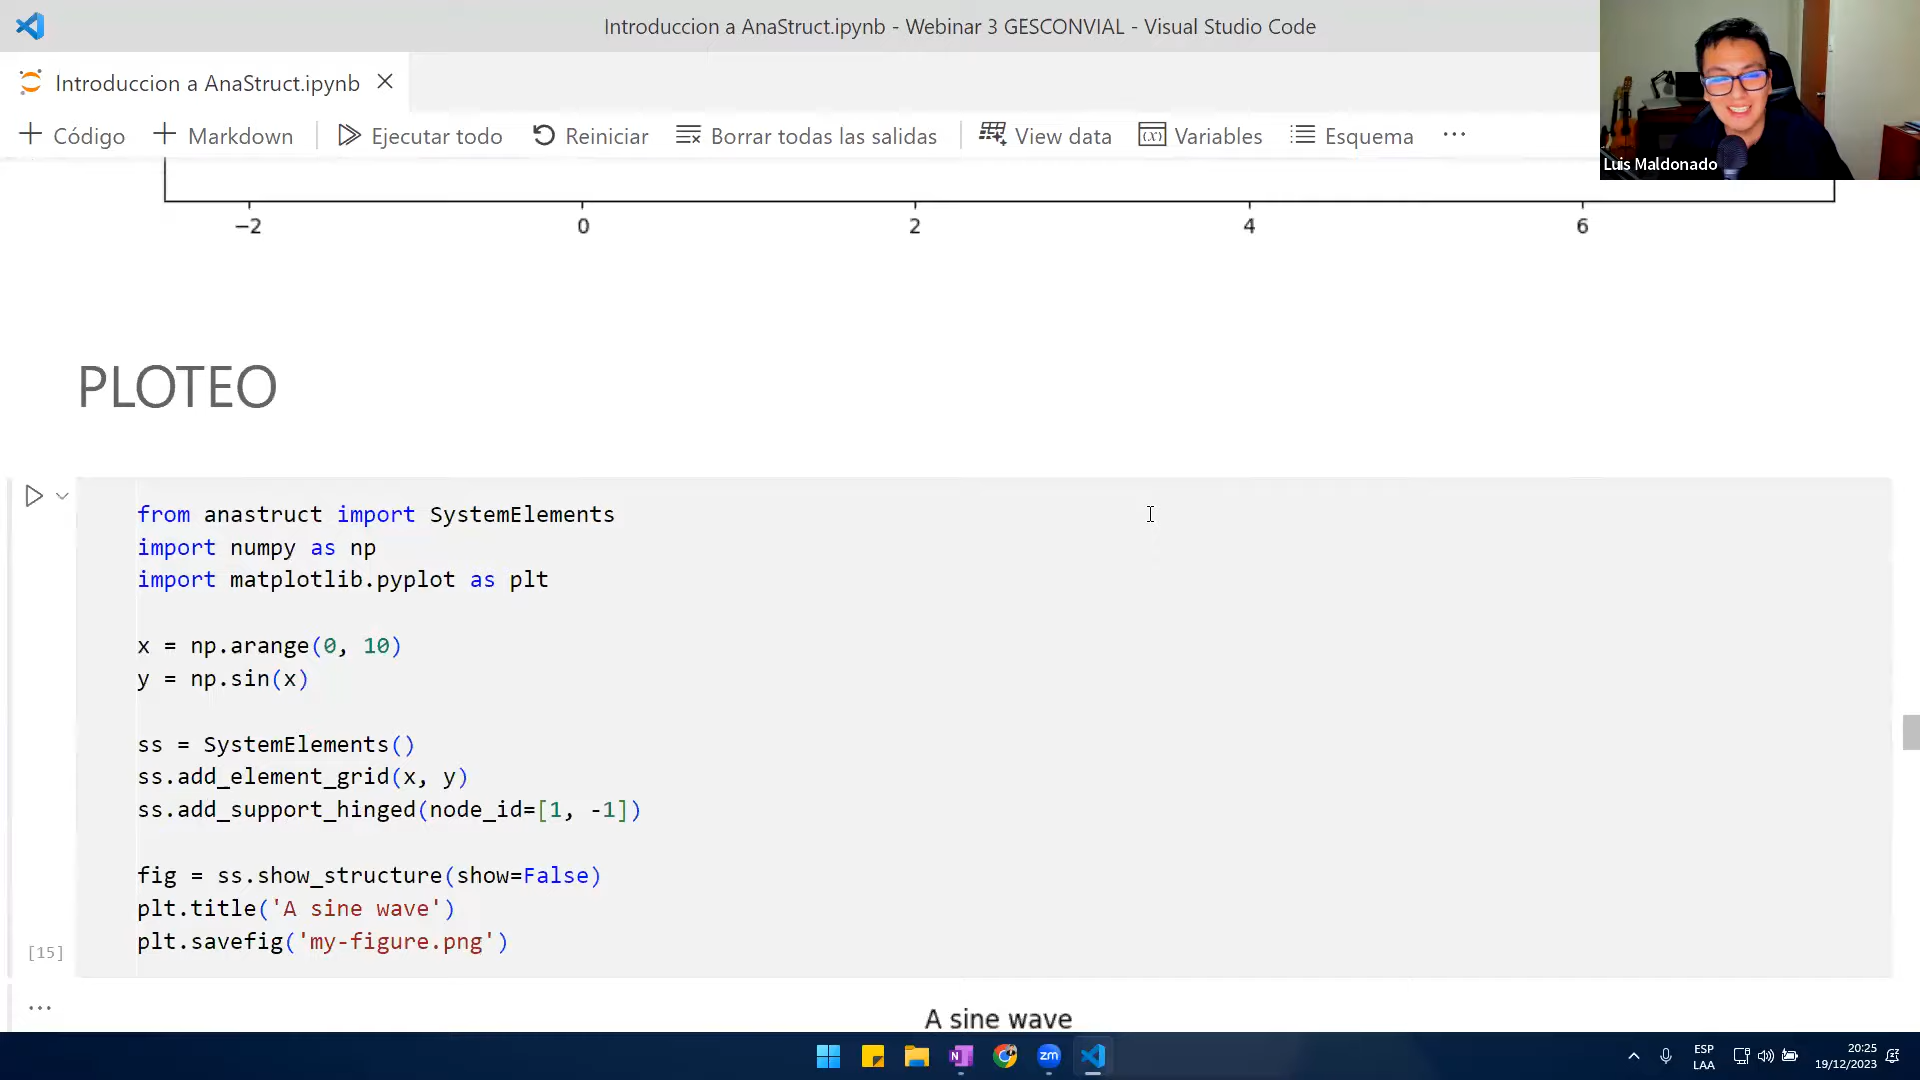 Introduccion a AnaStruct.ipynb - Webinar 3 GESCONVIAL - Visual Studio Code
Introduccion a AnaStruct.ipynb
Código Markdown Ejecutar todo Reiniciar Borrar todas las salidas View data Variables Esquema ...
Luis Maldonado
−2 0 2 4 6
PLOTEO
from anastruct import SystemElements
import numpy as np
import matplotlib.pyplot as plt
x = np.arange(0, 10)
y = np.sin(x)
ss = SystemElements()
ss.add_element_grid(x, y)
ss.add_support_hinged(node_id=[1, -1])
fig = ss.show_structure(show=False)
plt.title('A sine wave')
plt.savefig('my-figure.png')
[15]
...
A sine wave
zm
ESP
LAA
20:25
19/12/2023